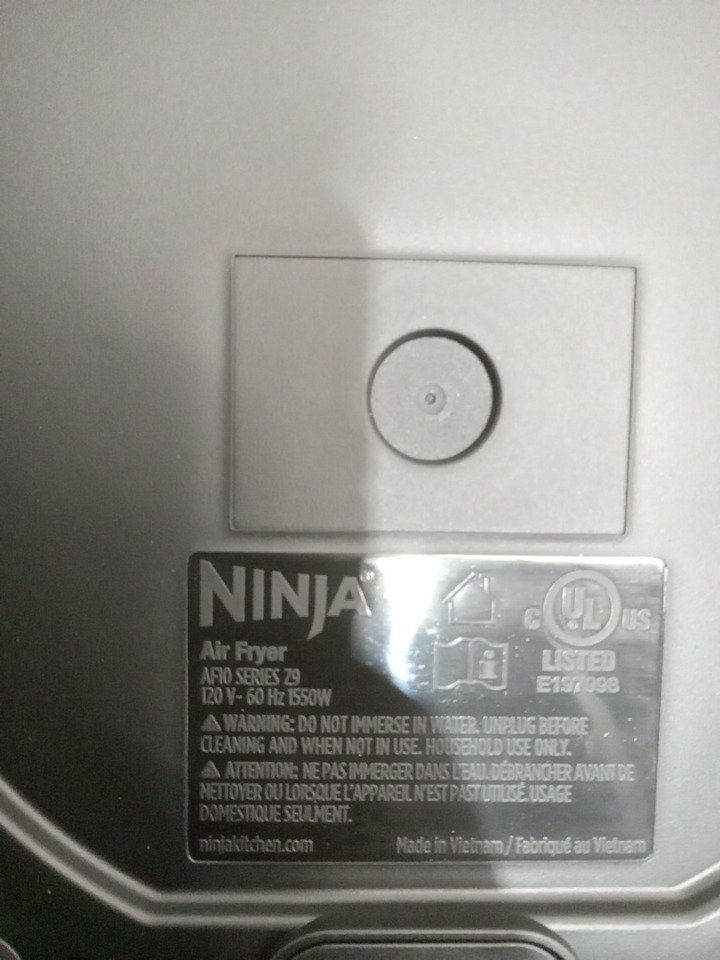 NINJA®
C UL US
LISTED
E197998
Air Fryer
AF10 SERIES Z9
120 V~ 60 Hz 1550W
WARNING: DO NOT IMMERSE IN WATER. UNPLUG BEFORE
CLEANING AND WHEN NOT IN USE. HOUSEHOLD USE ONLY.
ATTENTION: NE PAS IMMERGER DANS L'EAU. DÉBRANCHER AVANT DE
NETTOYER OU LORSQUE L'APPAREIL N'EST PAS UTILISÉ. USAGE
DOMESTIQUE SEULMENT.
ninjakitchen.com
Made in Vietnam / Fabriqué au Vietnam